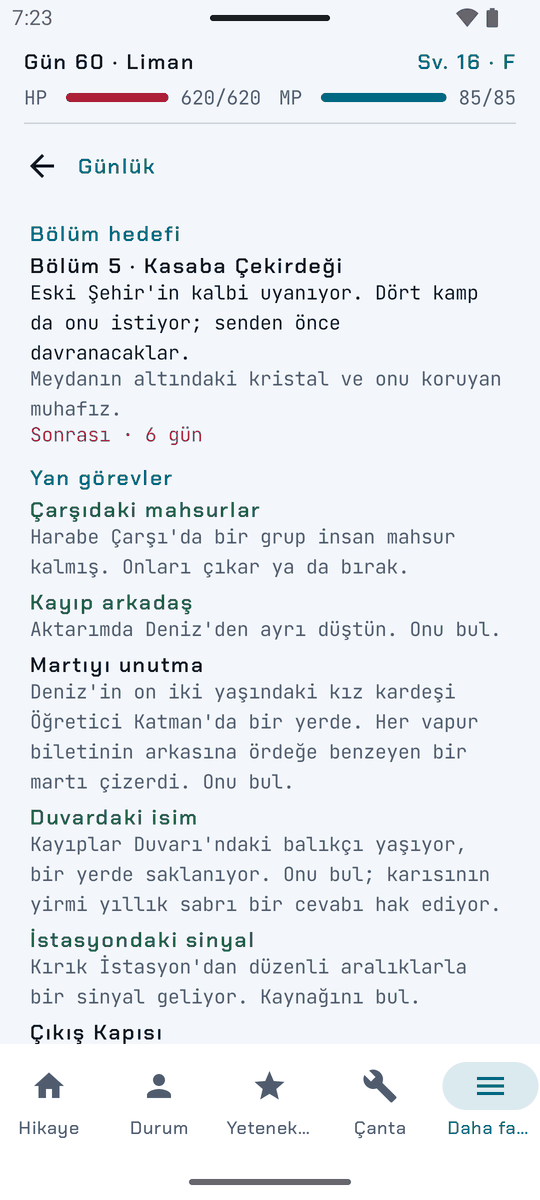 7:23
Gün 60 · Liman
Sv. 16 · F
HP 620/620 MP 85/85
Günlük
Bölüm hedefi
Bölüm 5 · Kasaba Çekirdeği
Eski Şehir'in kalbi uyanıyor. Dört kamp
da onu istiyor; senden önce
davranacaklar.
Meydanın altındaki kristal ve onu koruyan
muhafız.
Sonrası · 6 gün
Yan görevler
Çarşıdaki mahsurlar
Harabe Çarşı'da bir grup insan mahsur
kalmış. Onları çıkar ya da bırak.
Kayıp arkadaş
Aktarımda Deniz'den ayrı düştün. Onu bul.
Martıyı unutma
Deniz'in on iki yaşındaki kız kardeşi
Öğretici Katman'da bir yerde. Her vapur
biletinin arkasına ördeğe benzeyen bir
martı çizerdi. Onu bul.
Duvardaki isim
Kayıplar Duvarı'ndaki balıkçı yaşıyor,
bir yerde saklanıyor. Onu bul; karısının
yirmi yıllık sabrı bir cevabı hak ediyor.
İstasyondaki sinyal
Kırık İstasyon'dan düzenli aralıklarla
bir sinyal geliyor. Kaynağını bul.
Çıkış Kapısı
Hikaye
Durum
Yetenek...
Çanta
Daha fa...